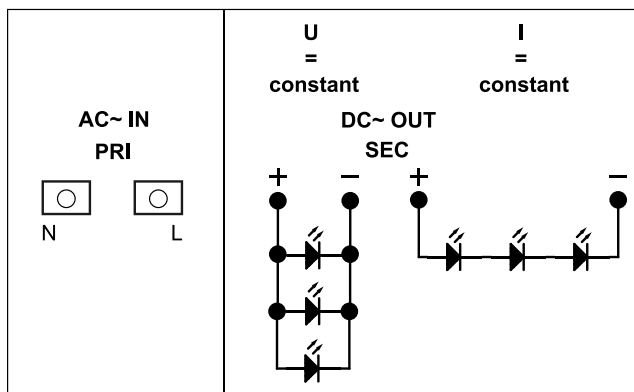 AC~ IN
PRI
N L
U
=
constant
I
=
constant
DC~ OUT
SEC
+ − + −